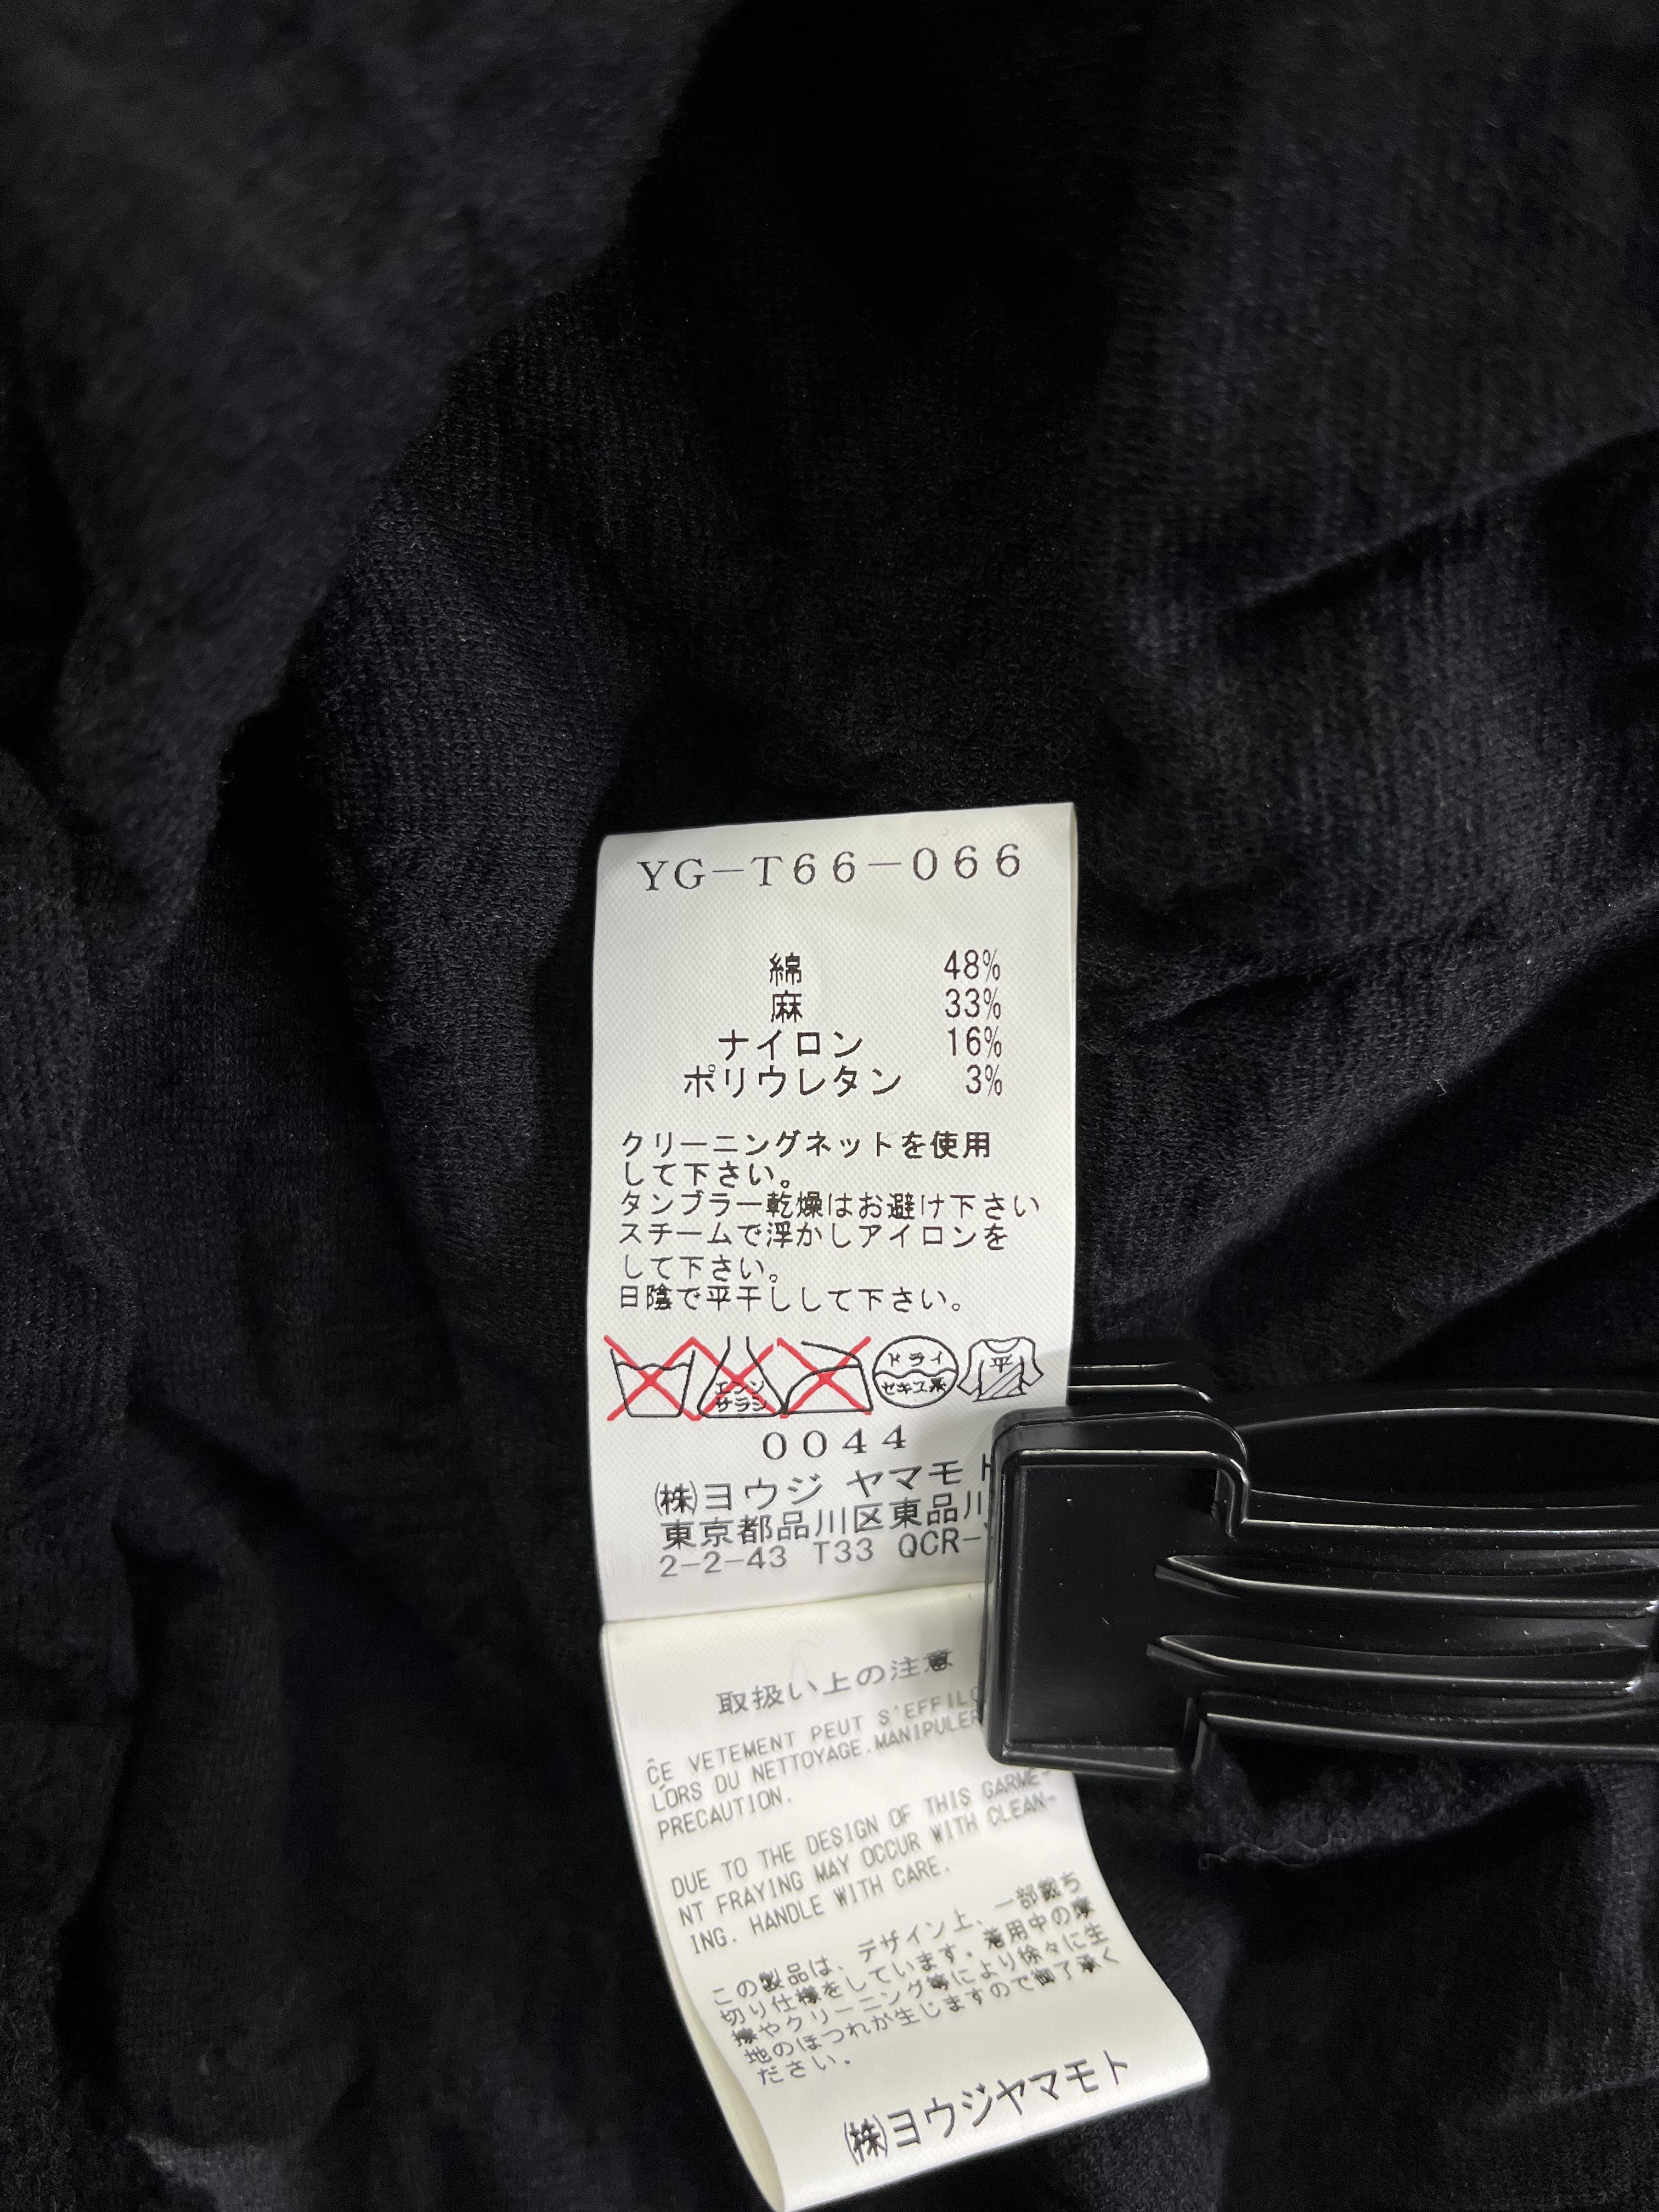 YG-T66-066
綿 48%
麻 33%
ナイロン 16%
ポリウレタン 3%
クリーニングネットを使用
して下さい。
タンブラー乾燥はお避け下さい
スチームで浮かしアイロンを
して下さい。
日陰で平干しして下さい。
エンソ サラシ ドライ セキユ系 平
0044
㈱ヨウジ ヤマモト
東京都品川区東品川
2-2-43 T33 QCR-
取扱い上の注意
CE VETEMENT PEUT S'EFFILO
LORS DU NETTOYAGE.MANIPULER
PRECAUTION.
DUE TO THE DESIGN OF THIS GARME-
NT FRAYING MAY OCCUR WITH CLEAN-
ING. HANDLE WITH CARE.
この製品は、デザイン上、一部裁ち
切り仕様をしています。着用中の摩
擦やクリーニング等により徐々に生
地のほつれが生じますので御了承く
ださい。
㈱ヨウジヤマモト